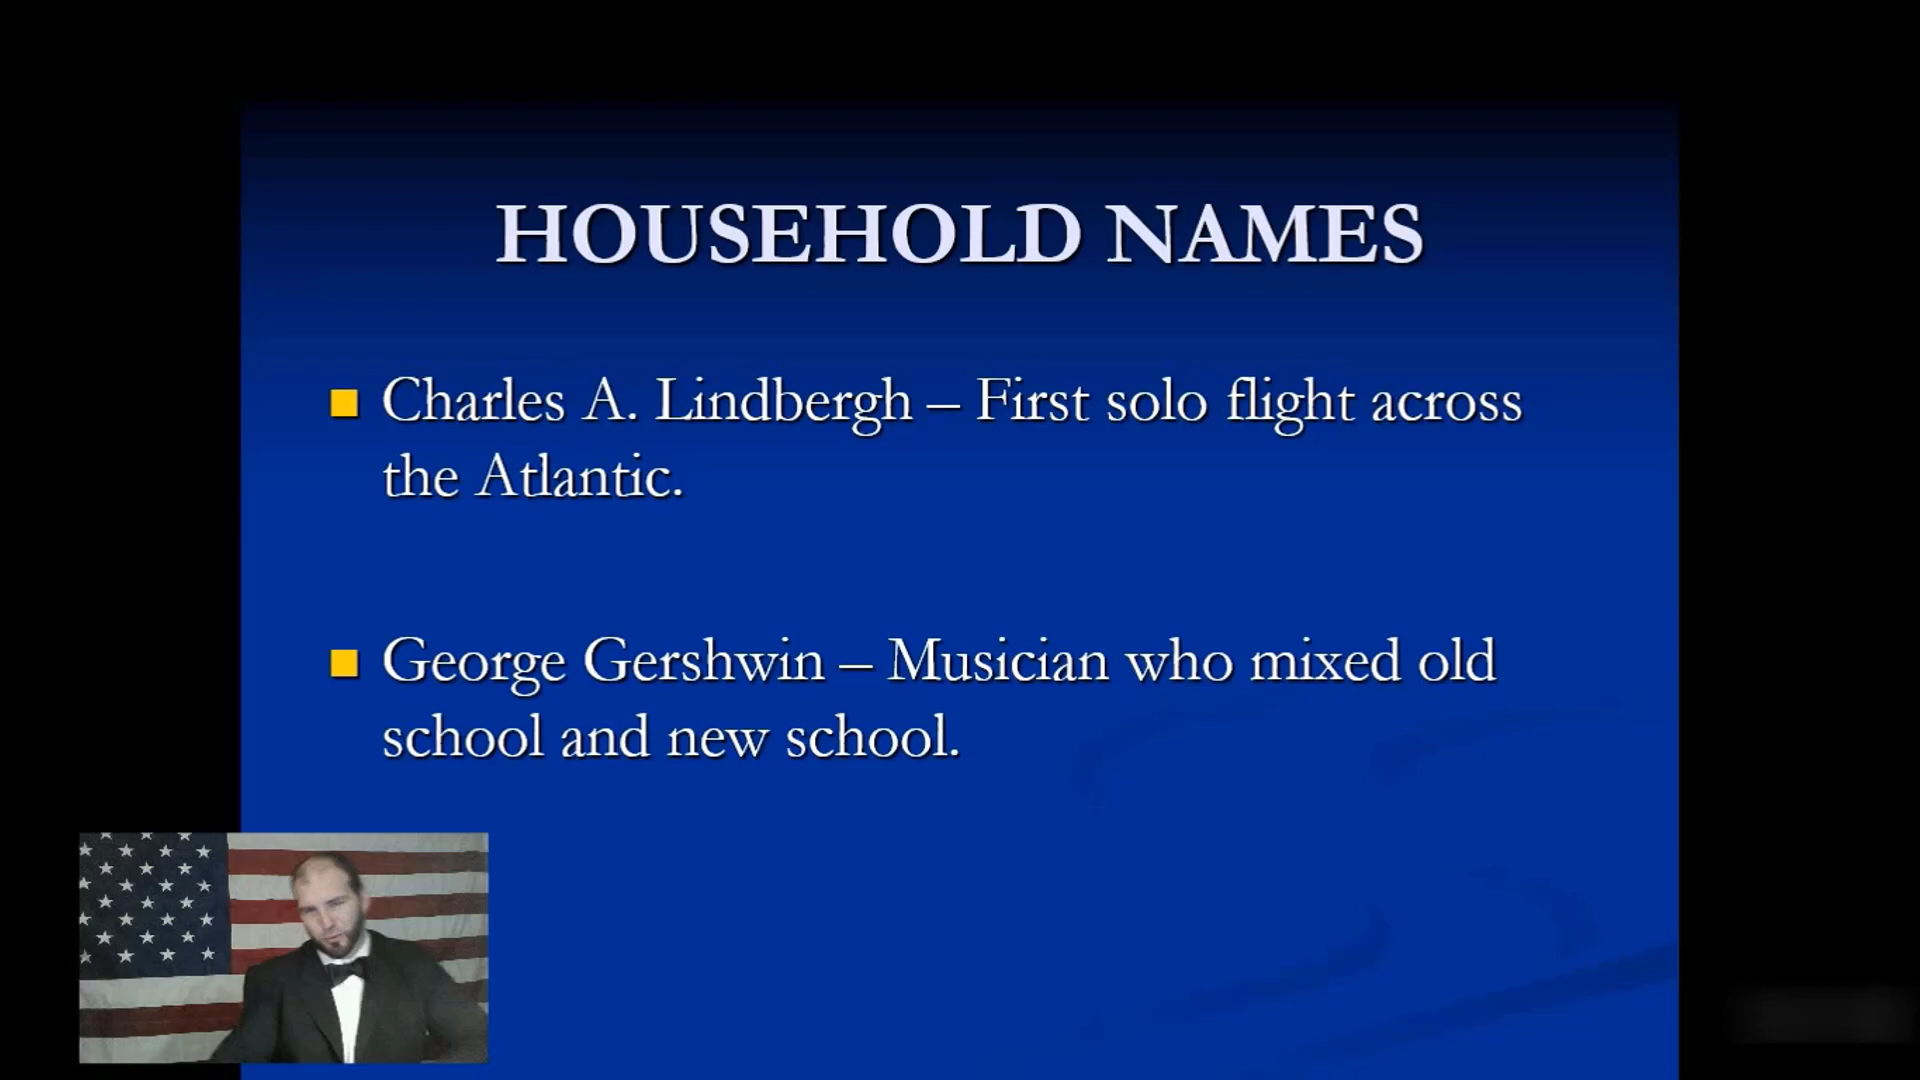 HOUSEHOLD NAMES
Charles A. Lindbergh – First solo flight across
the Atlantic.
George Gershwin – Musician who mixed old
school and new school.